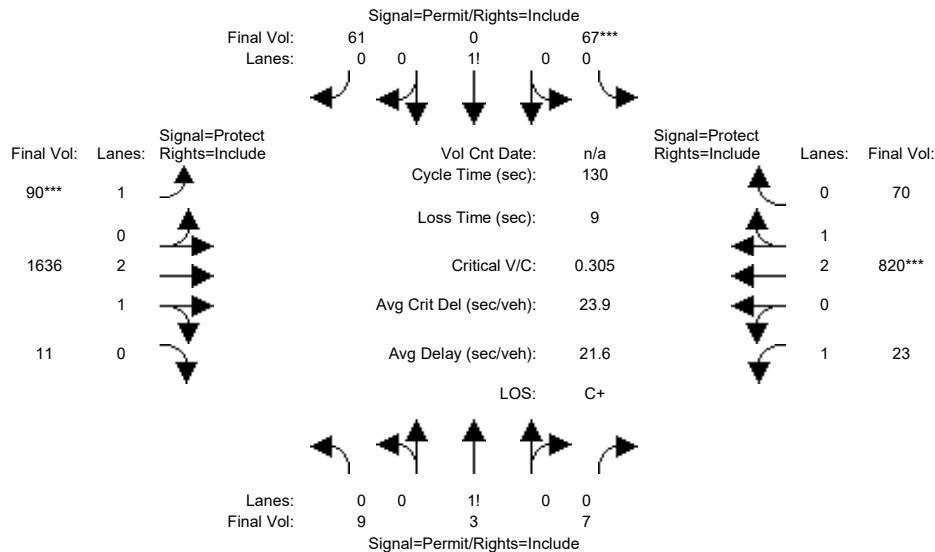 Signal=Permit/Rights=Include
Final Vol: 61 0 67***
Lanes: 0 0 1! 0 0
Signal=Protect Signal=Protect
Final Vol: Lanes: Rights=Include Vol Cnt Date: n/a Rights=Include Lanes: Final Vol:
Cycle Time (sec): 130
90*** 1 0 70
Loss Time (sec): 9
0 1
1636 2 Critical V/C: 0.305 2 820***
1 Avg Crit Del (sec/veh): 23.9 0
11 0 Avg Delay (sec/veh): 21.6 1 23
LOS: C+
Lanes: 0 0 1! 0 0
Final Vol: 9 3 7
Signal=Permit/Rights=Include